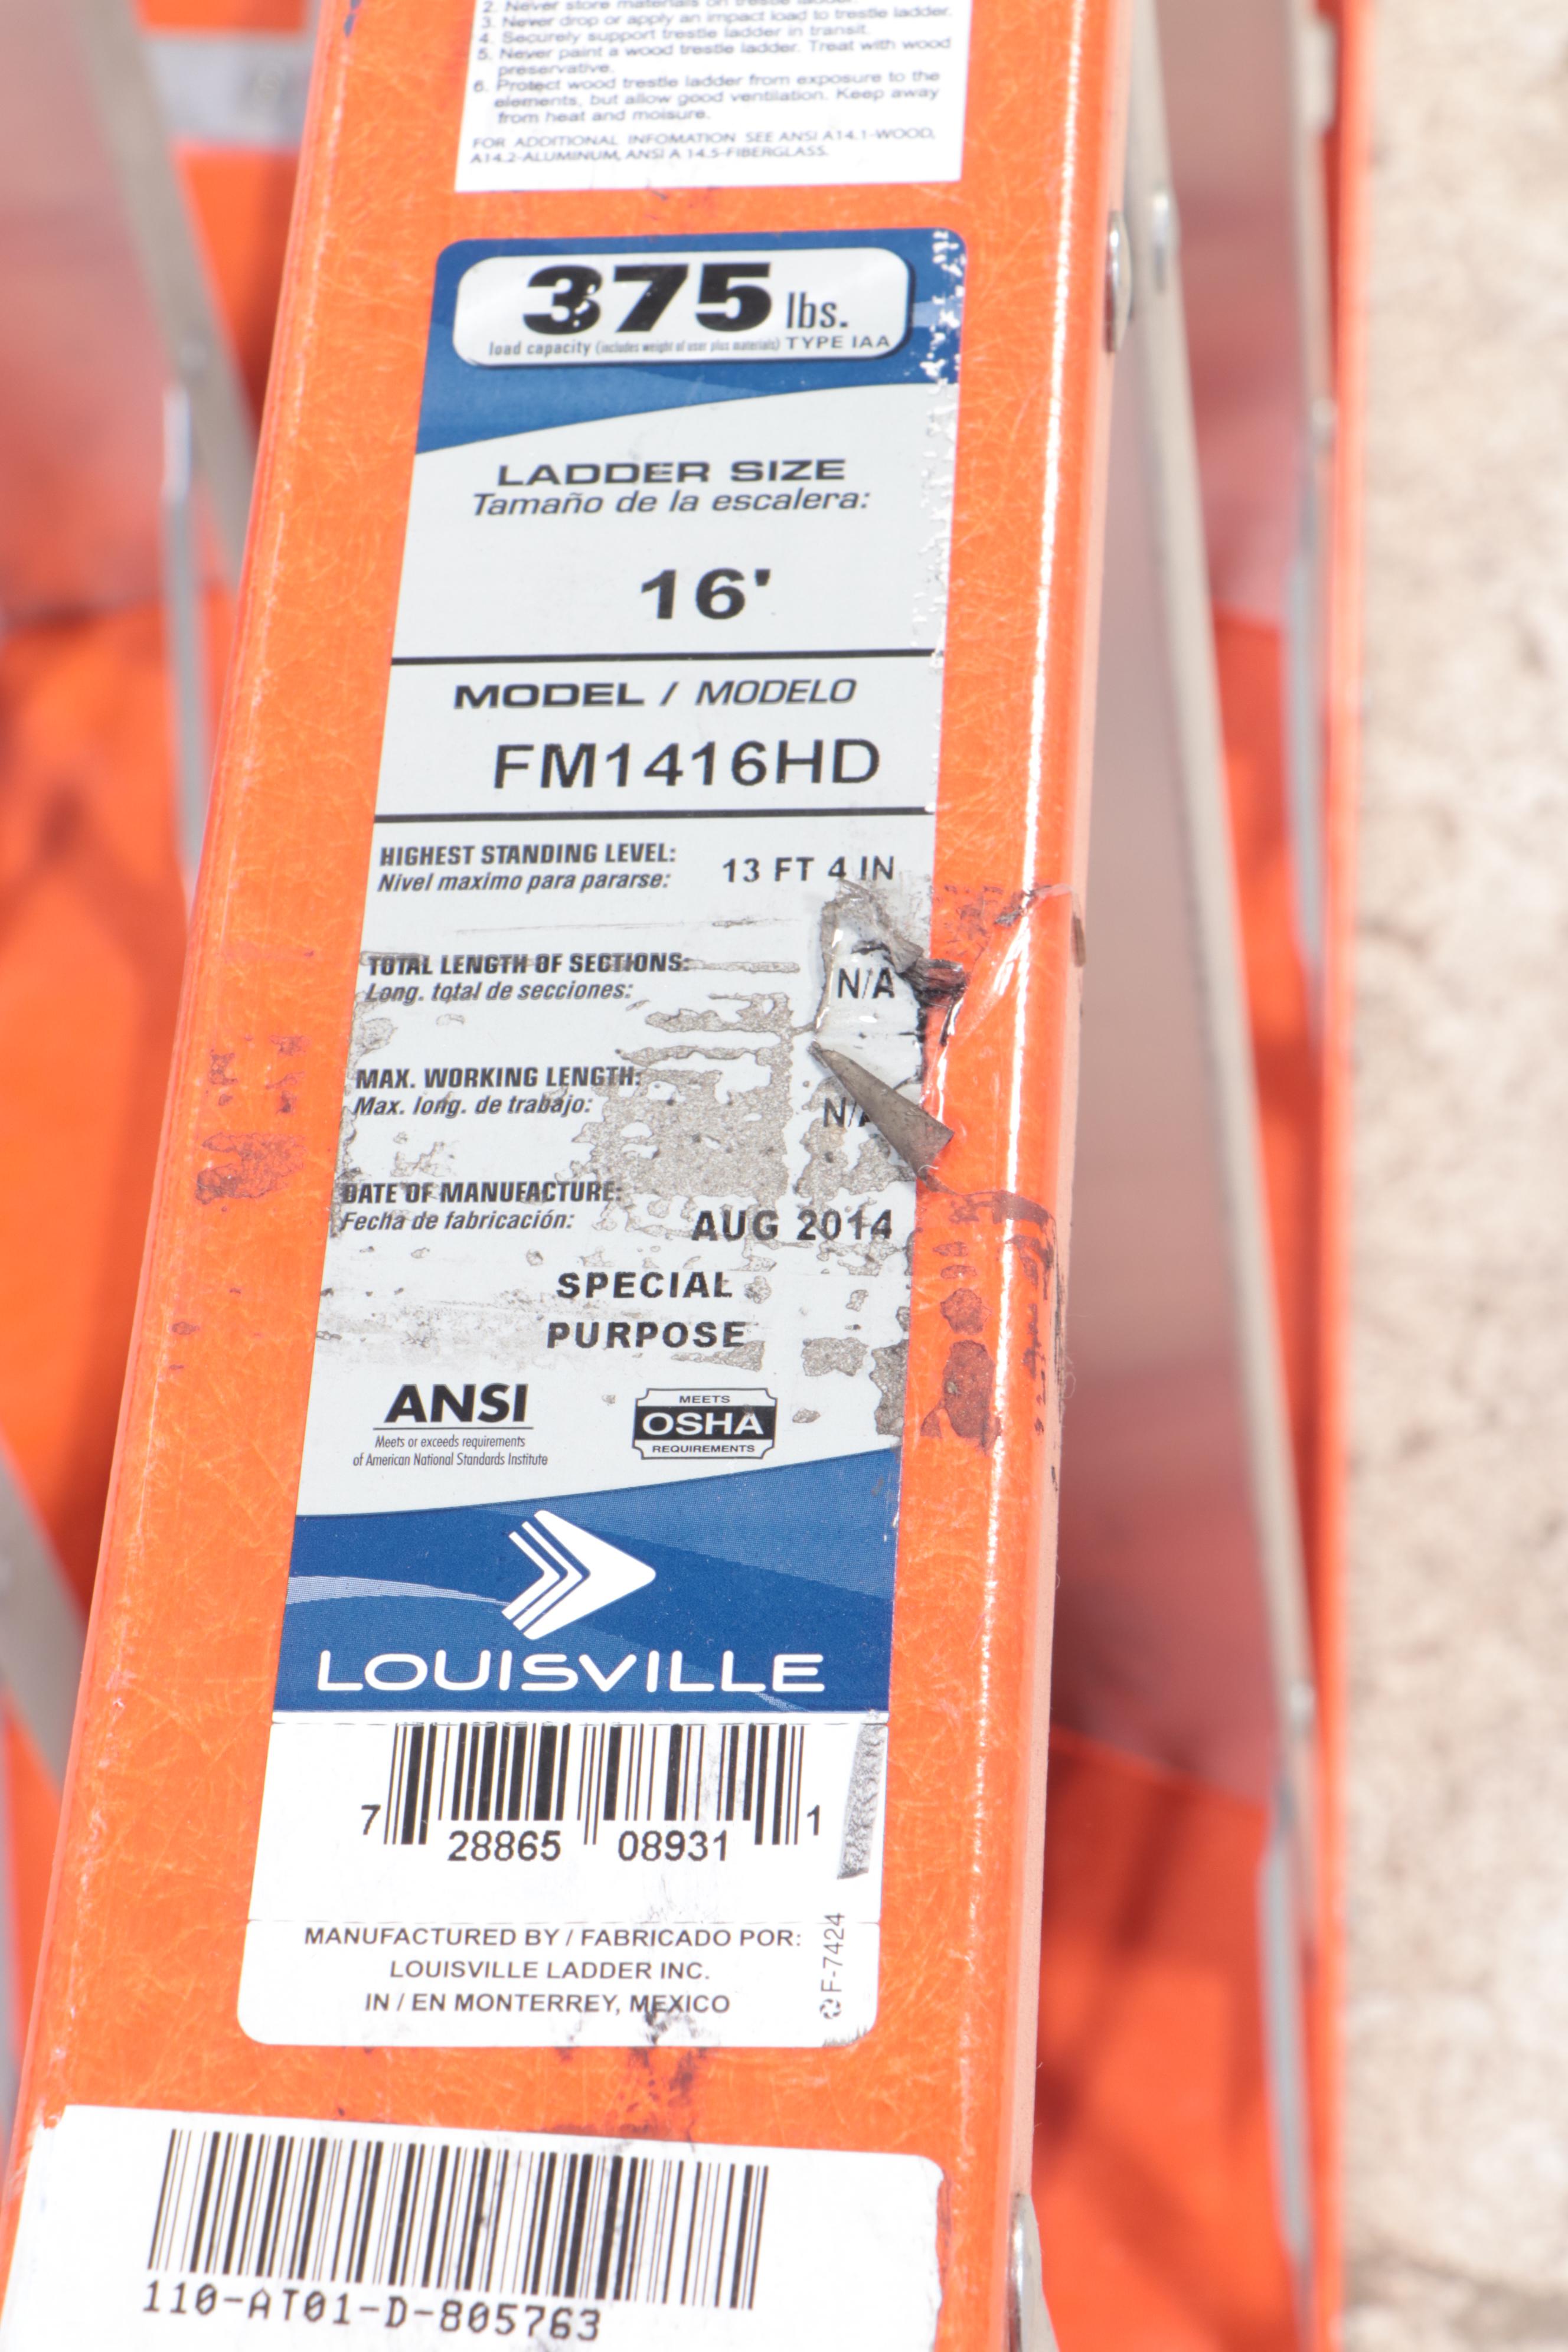 2. Never store materials on trestle ladder.
3. Never drop or apply an impact load to trestle ladder.
4. Securely support trestle ladder in transit.
5. Never paint a wood trestle ladder. Treat with wood
preservative.
6. Protect wood trestle ladder from exposure to the
elements, but allow good ventilation. Keep away
from heat and moisure.
FOR ADDITIONAL INFOMATION SEE ANSI A14.1-WOOD,
A14.2-ALUMINUM, ANSI A 14.5-FIBERGLASS.
375 lbs.
load capacity (includes weight of user plus materials) TYPE IAA
LADDER SIZE
Tamaño de la escalera:
16'
MODEL / MODELO
FM1416HD
HIGHEST STANDING LEVEL: 13 FT 4 IN
Nivel maximo para pararse:
TOTAL LENGTH OF SECTIONS: N/A
Long. total de secciones:
MAX. WORKING LENGTH: N/A
Max. long. de trabajo:
DATE OF MANUFACTURE: AUG 2014
Fecha de fabricación:
SPECIAL
PURPOSE
ANSI
Meets or exceeds requirements
of American National Standards Institute
MEETS
OSHA
REQUIREMENTS
LOUISVILLE
7 28865 08931 1
MANUFACTURED BY / FABRICADO POR:
LOUISVILLE LADDER INC.
IN / EN MONTERREY, MEXICO
F-7424
110-AT01-D-805763